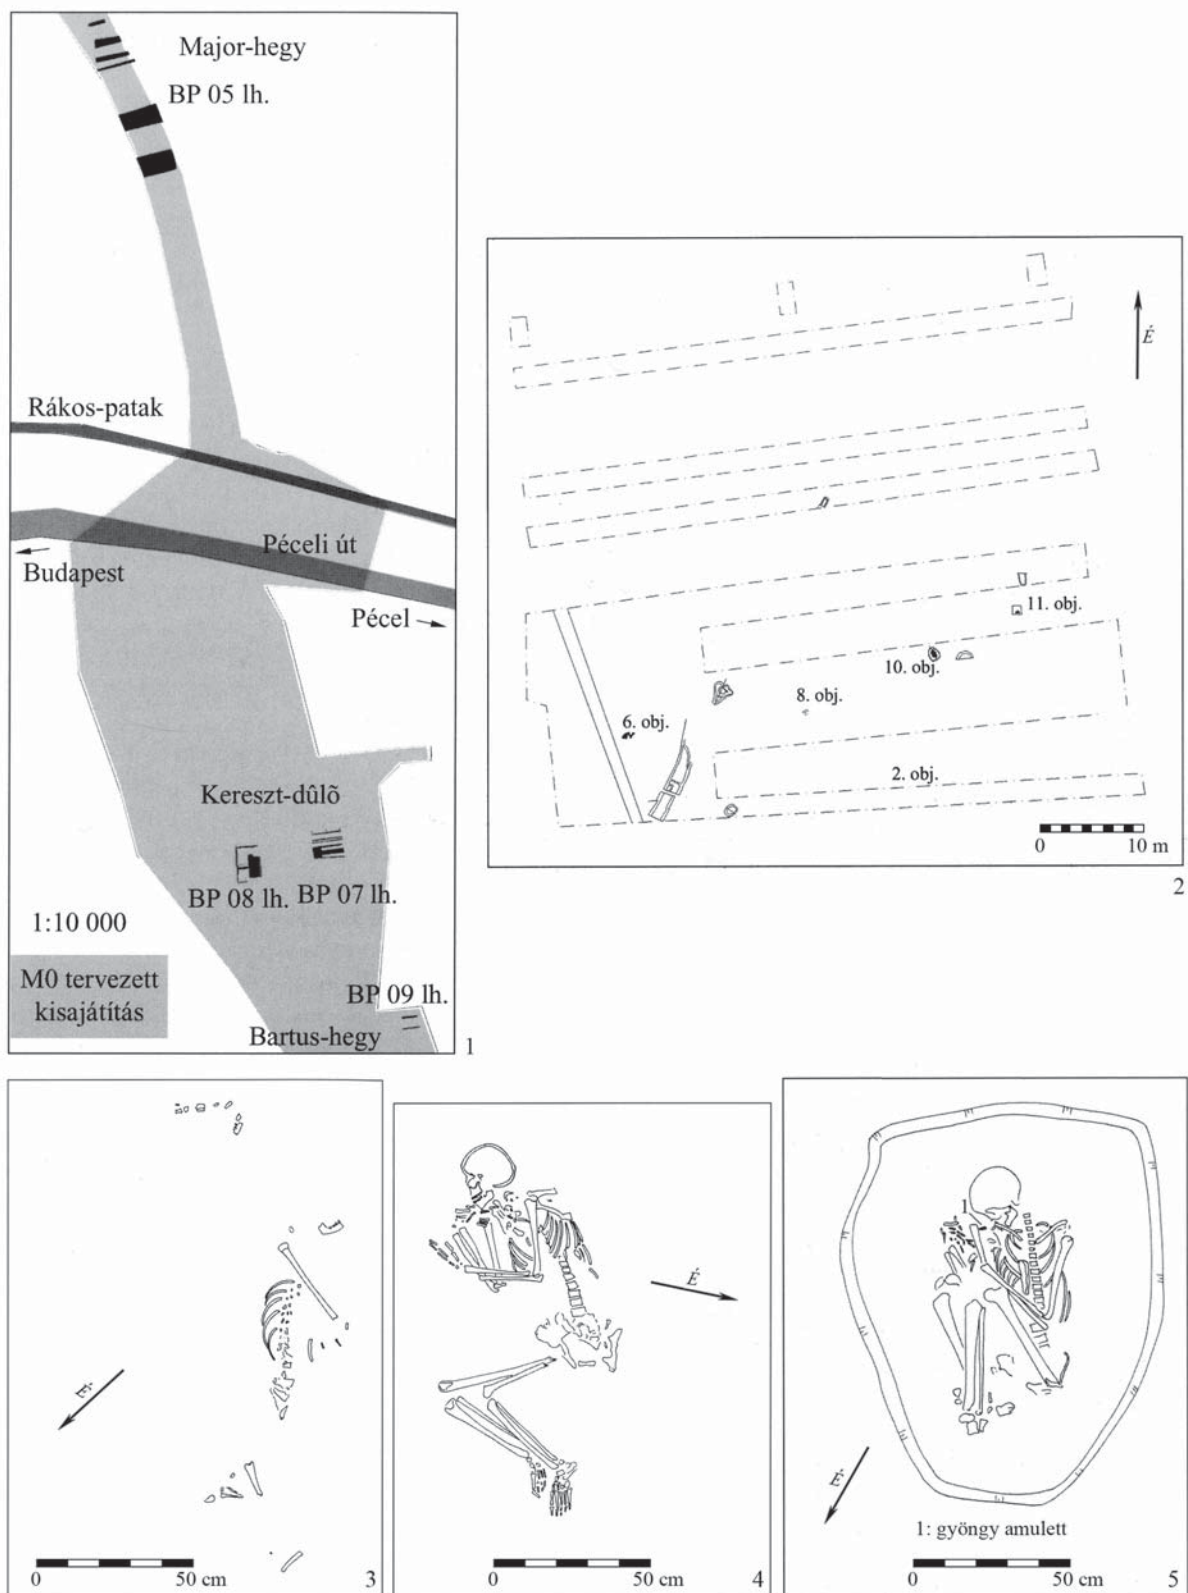 Major-hegy
BP 05 lh.
Rákos-patak
Péceli út
Budapest
Pécel
Kereszt-dûlõ
BP 08 lh.
BP 07 lh.
1:10 000
M0 tervezett
kisajátítás
BP 09 lh.
Bartus-hegy
1
É
11. obj.
10. obj.
8. obj.
6. obj.
2. obj.
0 10 m
2
É
0 50 cm
3
É
0 50 cm
4
1
É
1: gyöngy amulett
0 50 cm
5